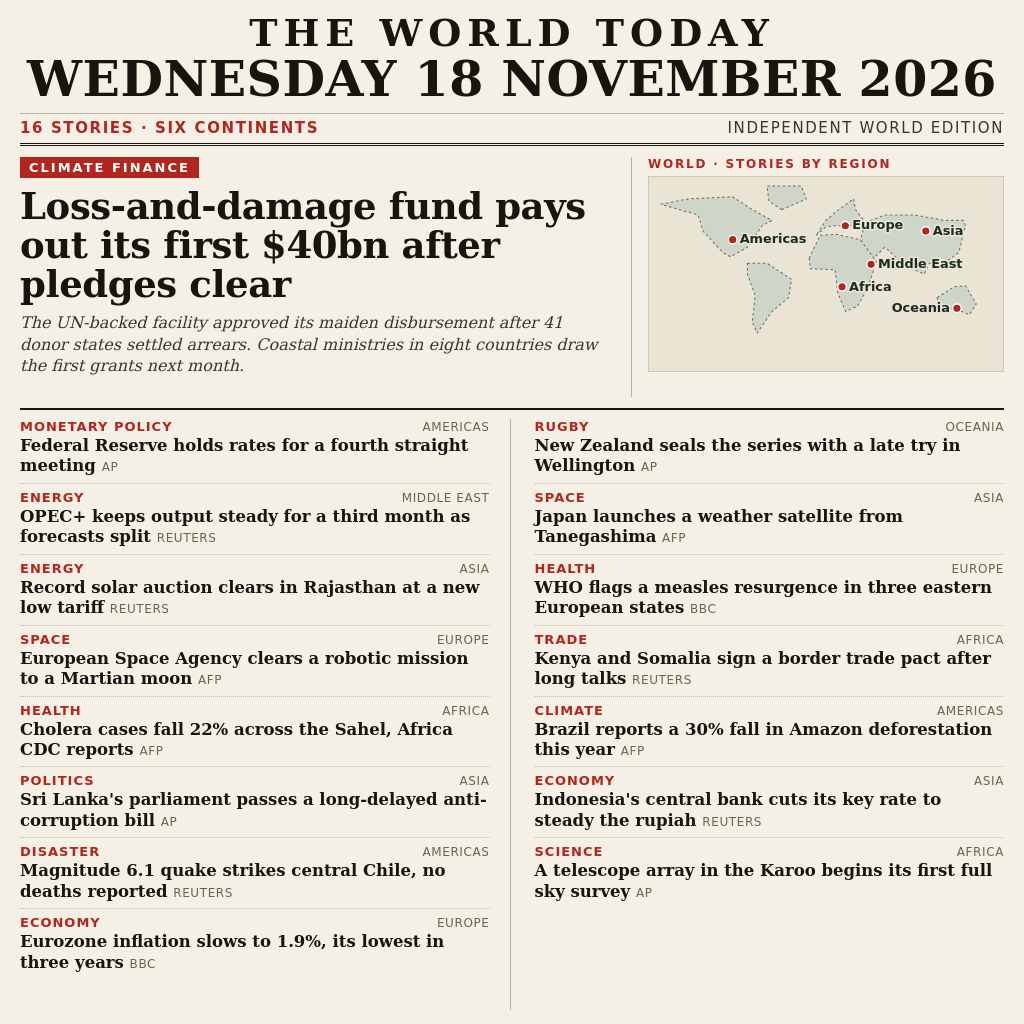 THE WORLD TODAY
WEDNESDAY 18 NOVEMBER 2026
16 STORIES · SIX CONTINENTS
INDEPENDENT WORLD EDITION
CLIMATE FINANCE
Loss-and-damage fund pays
out its first $40bn after
pledges clear
The UN-backed facility approved its maiden disbursement after 41
donor states settled arrears. Coastal ministries in eight countries draw
the first grants next month.
WORLD · STORIES BY REGION
Americas
Europe
Asia
Middle East
Africa
Oceania
MONETARY POLICY
AMERICAS
Federal Reserve holds rates for a fourth straight
meeting AP
ENERGY
MIDDLE EAST
OPEC+ keeps output steady for a third month as
forecasts split REUTERS
ENERGY
ASIA
Record solar auction clears in Rajasthan at a new
low tariff REUTERS
SPACE
EUROPE
European Space Agency clears a robotic mission
to a Martian moon AFP
HEALTH
AFRICA
Cholera cases fall 22% across the Sahel, Africa
CDC reports AFP
POLITICS
ASIA
Sri Lanka's parliament passes a long-delayed anti-
corruption bill AP
DISASTER
AMERICAS
Magnitude 6.1 quake strikes central Chile, no
deaths reported REUTERS
ECONOMY
EUROPE
Eurozone inflation slows to 1.9%, its lowest in
three years BBC
RUGBY
OCEANIA
New Zealand seals the series with a late try in
Wellington AP
SPACE
ASIA
Japan launches a weather satellite from
Tanegashima AFP
HEALTH
EUROPE
WHO flags a measles resurgence in three eastern
European states BBC
TRADE
AFRICA
Kenya and Somalia sign a border trade pact after
long talks REUTERS
CLIMATE
AMERICAS
Brazil reports a 30% fall in Amazon deforestation
this year AFP
ECONOMY
ASIA
Indonesia's central bank cuts its key rate to
steady the rupiah REUTERS
SCIENCE
AFRICA
A telescope array in the Karoo begins its first full
sky survey AP